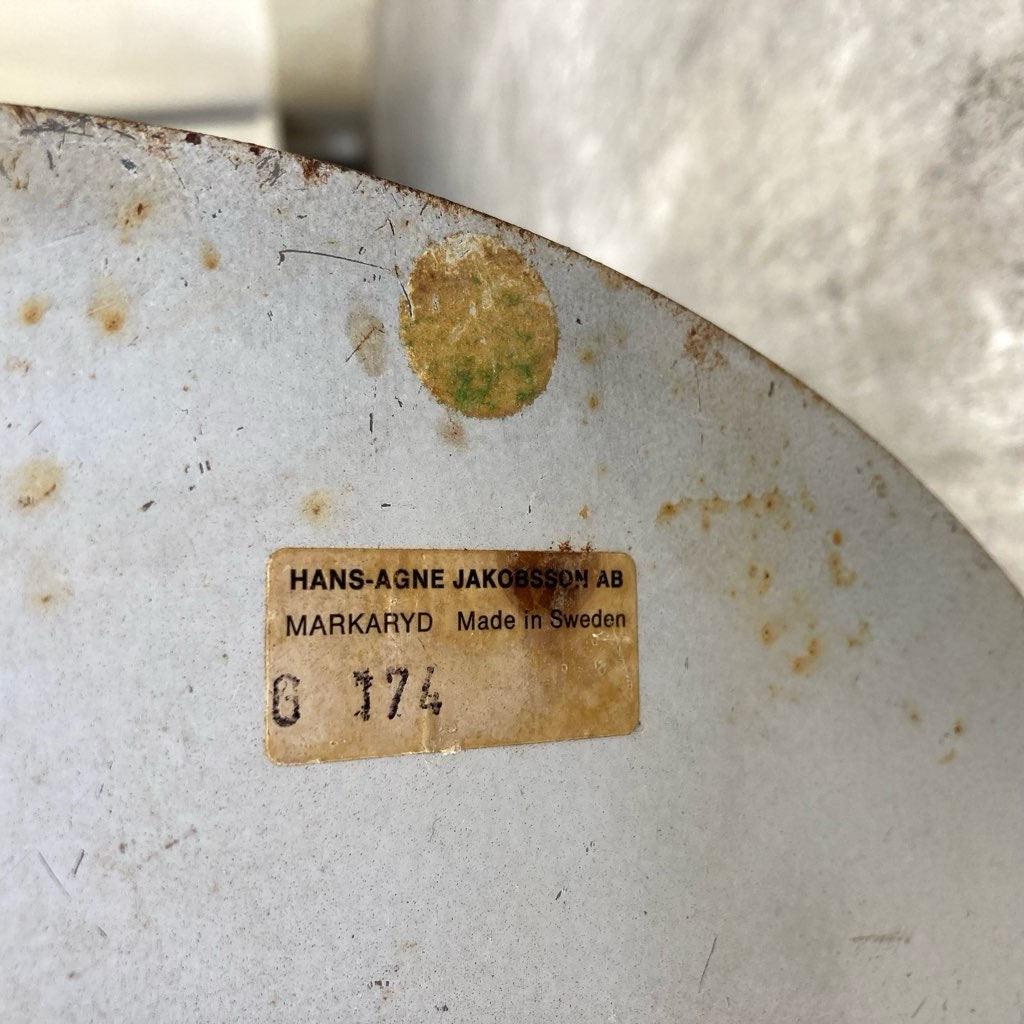 HANS-AGNE JAKOBSSON AB
MARKARYD Made in Sweden
G 174